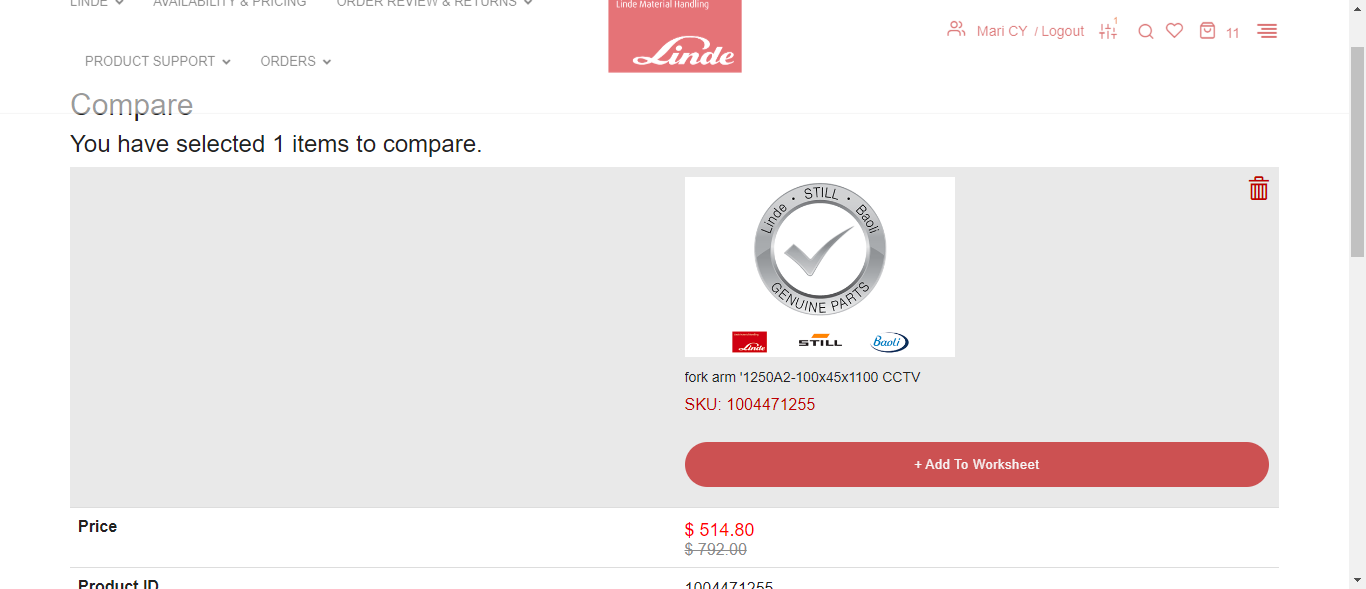 LINDE
AVAILABILITY & PRICING
ORDER REVIEW & RETURNS
Linde Material Handling
Linde
Mari CY / Logout
1
11
PRODUCT SUPPORT
ORDERS
Compare
You have selected 1 items to compare.
Linde • STILL • Baoli
GENUINE PARTS
Linde
STILL
Baoli
fork arm '1250A2-100x45x1100 CCTV
SKU: 1004471255
+ Add To Worksheet
Price
$ 514.80
$ 792.00
Product ID
1004471255